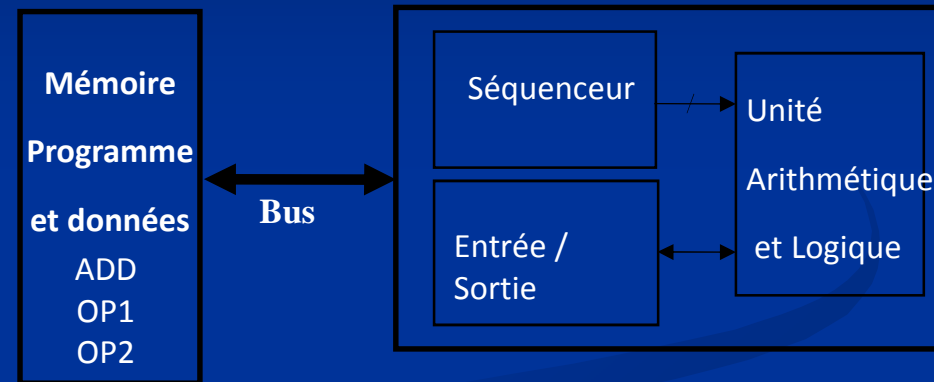 Mémoire
Programme
et données
ADD
OP1
OP2
Bus
Séquenceur
Entrée /
Sortie
Unité
Arithmétique
et Logique